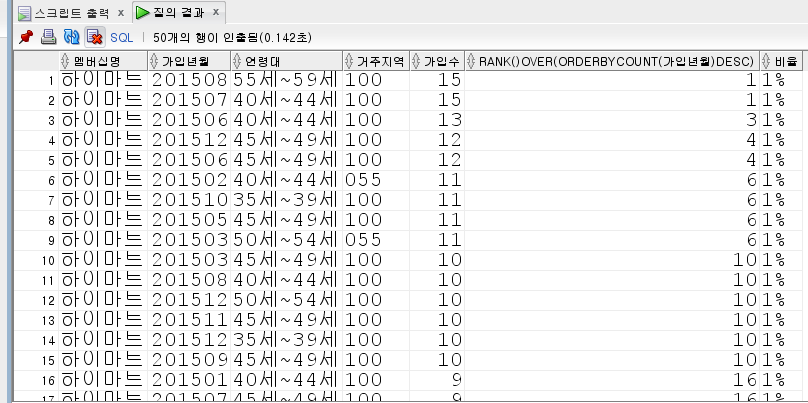 스크립트 출력 x 질의 결과 x
SQL | 50개의 행이 인출됨(0.142초)
멤버십명 가입년월 연령대 거주지역 가입수 RANK()OVER(ORDERBYCOUNT(가입년월)DESC) 비율
1 하이마트 201508 55세~59세 100 15 1 1%
2 하이마트 201507 40세~44세 100 15 1 1%
3 하이마트 201506 40세~44세 100 13 3 1%
4 하이마트 201512 45세~49세 100 12 4 1%
5 하이마트 201506 45세~49세 100 12 4 1%
6 하이마트 201502 40세~44세 055 11 6 1%
7 하이마트 201510 35세~39세 100 11 6 1%
8 하이마트 201505 45세~49세 100 11 6 1%
9 하이마트 201503 50세~54세 055 11 6 1%
10 하이마트 201503 45세~49세 100 10 10 1%
11 하이마트 201508 40세~44세 100 10 10 1%
12 하이마트 201512 50세~54세 100 10 10 1%
13 하이마트 201511 45세~49세 100 10 10 1%
14 하이마트 201512 35세~39세 100 10 10 1%
15 하이마트 201509 45세~49세 100 10 10 1%
16 하이마트 201501 40세~44세 100 9 16 1%
17 하이마트 201507 45세~49세 100 9 16 1%